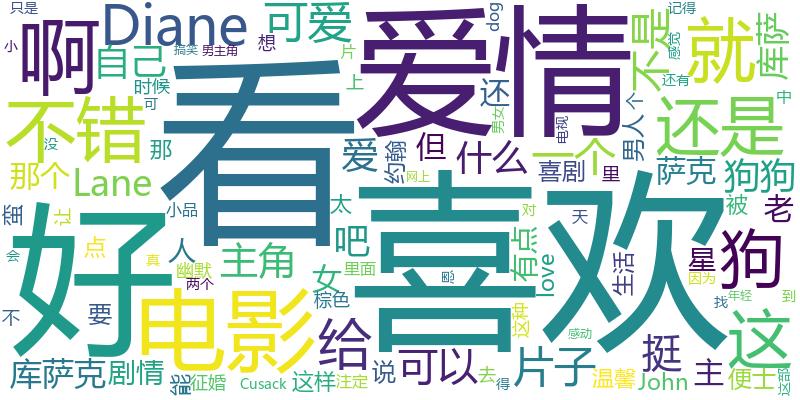 只是
小
啊
Diane
搞笑
男主角
想
可爱
片
上
爱情
dog
不是
记得
感觉
还有
就
库萨
中
自己
时候
可
不错
没
那
看
爱
约翰
还
但
什么
男女
电视
一个
男人
个
里
还是
那个
Lane
喜剧
萨克
狗狗
蛮
让
小品
太
网上
对
天
被
老
会
点
真
人
幽默
两个
好
主角
女
吧
里面
喜欢
有点
love
生活
星
狗
因为
不
要
棕色
电影
给
这种
感动
找
年轻
到
这
库萨克
剧情
能
征婚
Cusack
这样
注定
说
可以
去
得
片子
挺
温馨
John
主
便士
这部